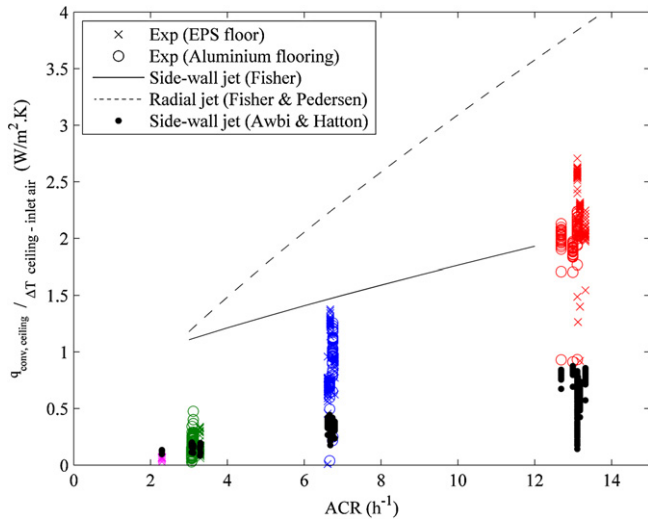 4
3.5
3
2.5
2
1.5
1
0.5
0
0 2 4 6 8 10 12 14
ACR (h⁻¹)
q conv, ceiling / ΔT ceiling - inlet air (W/m².K)
Exp (EPS floor)
Exp (Aluminium flooring)
Side-wall jet (Fisher)
Radial jet (Fisher & Pedersen)
Side-wall jet (Awbi & Hatton)